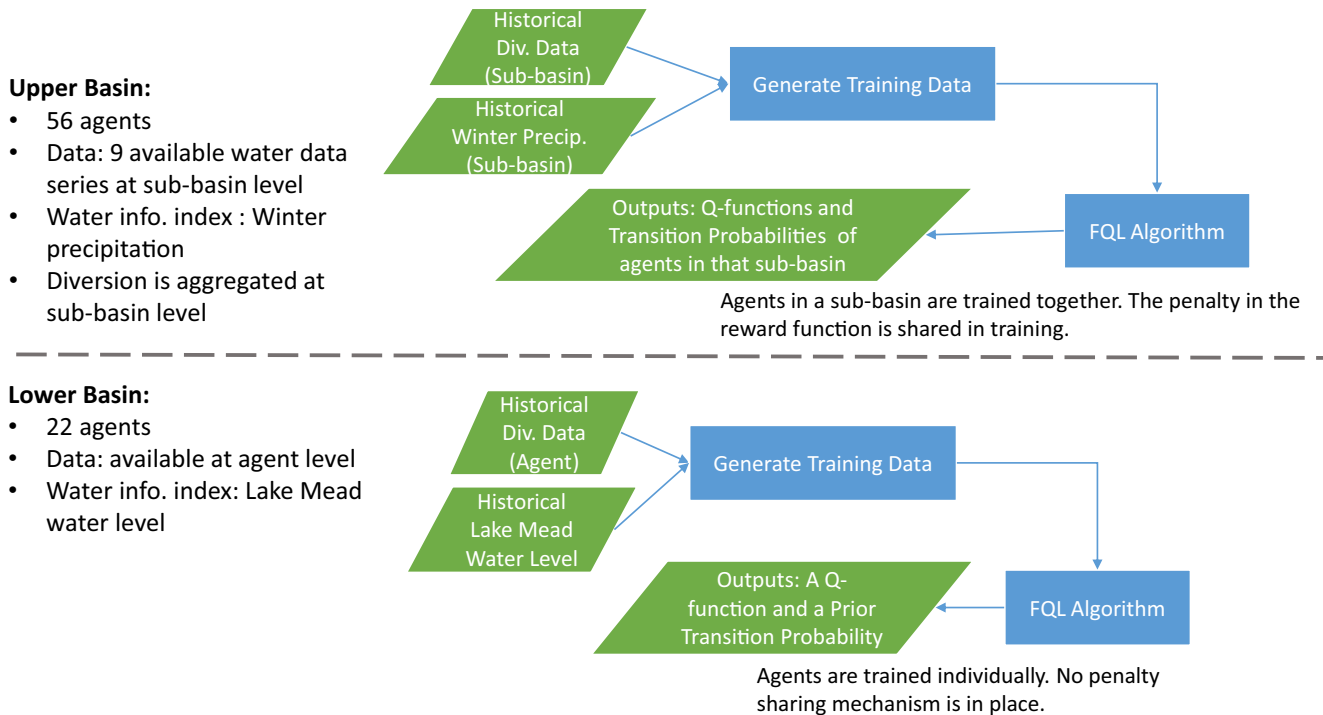 Upper Basin:
• 56 agents
• Data: 9 available water data
series at sub-basin level
• Water info. index : Winter
precipitation
• Diversion is aggregated at
sub-basin level
Historical
Div. Data
(Sub-basin)
Historical
Winter Precip.
(Sub-basin)
Generate Training Data
FQL Algorithm
Outputs: Q-functions and
Transition Probabilities of
agents in that sub-basin
Agents in a sub-basin are trained together. The penalty in the
reward function is shared in training.
Lower Basin:
• 22 agents
• Data: available at agent level
• Water info. index: Lake Mead
water level
Historical
Div. Data
(Agent)
Historical
Lake Mead
Water Level
Generate Training Data
FQL Algorithm
Outputs: A Q-
function and a Prior
Transition Probability
Agents are trained individually. No penalty
sharing mechanism is in place.